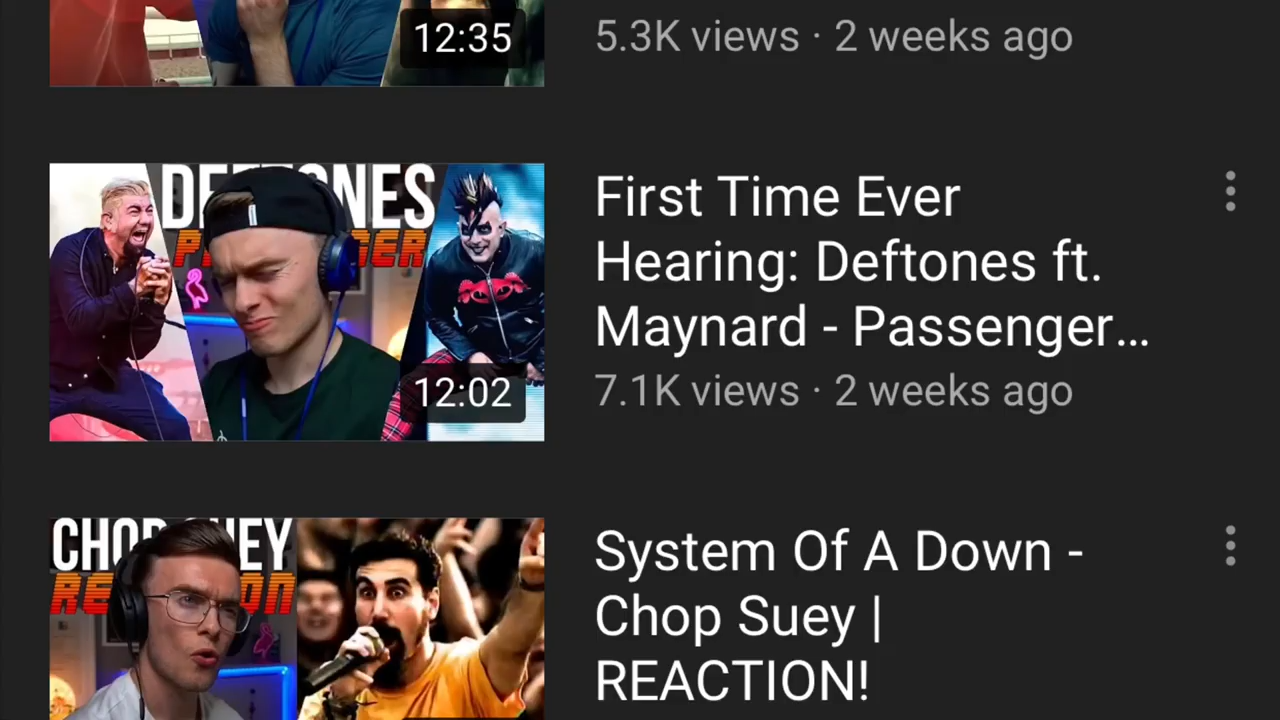 12:35
5.3K views · 2 weeks ago
First Time Ever
Hearing: Deftones ft.
Maynard - Passenger...
7.1K views · 2 weeks ago
12:02
System Of A Down -
Chop Suey |
REACTION!